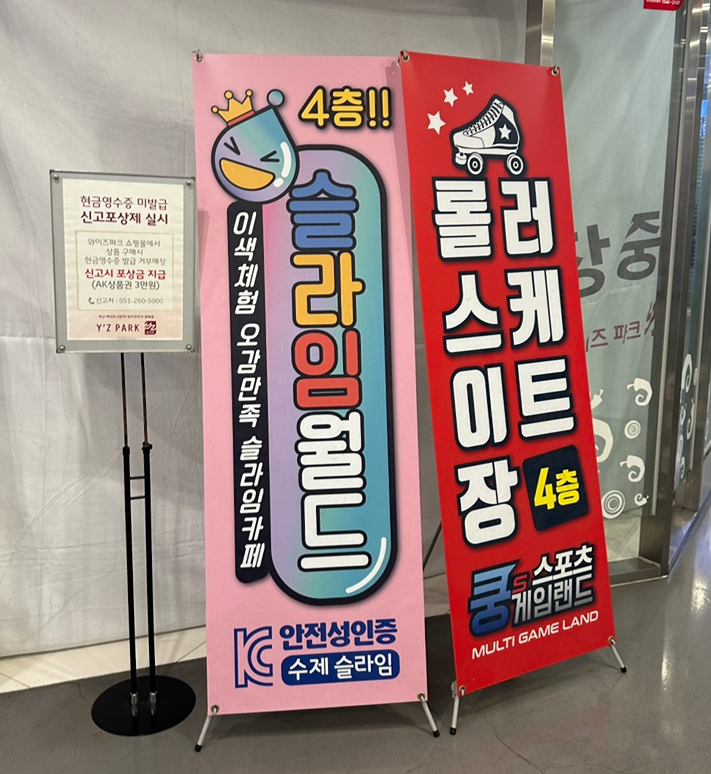 현금영수증 미발급
신고포상제 실시
와이즈파크 쇼핑몰에서
상품 구매시
현금영수증 발급 거부매장
신고시 포상금 지급
(AK상품권 3만원)
신고처 : 051-260-5000
Y'Z PARK
4층!!
슬라임월드
이색체험 오감만족 슬라임카페
KC 안전성인증
수제 슬라임
롤러
스케이트장
4층
쿵's 스포츠
게임랜드
MULTI GAME LAND
장중
즈 파크